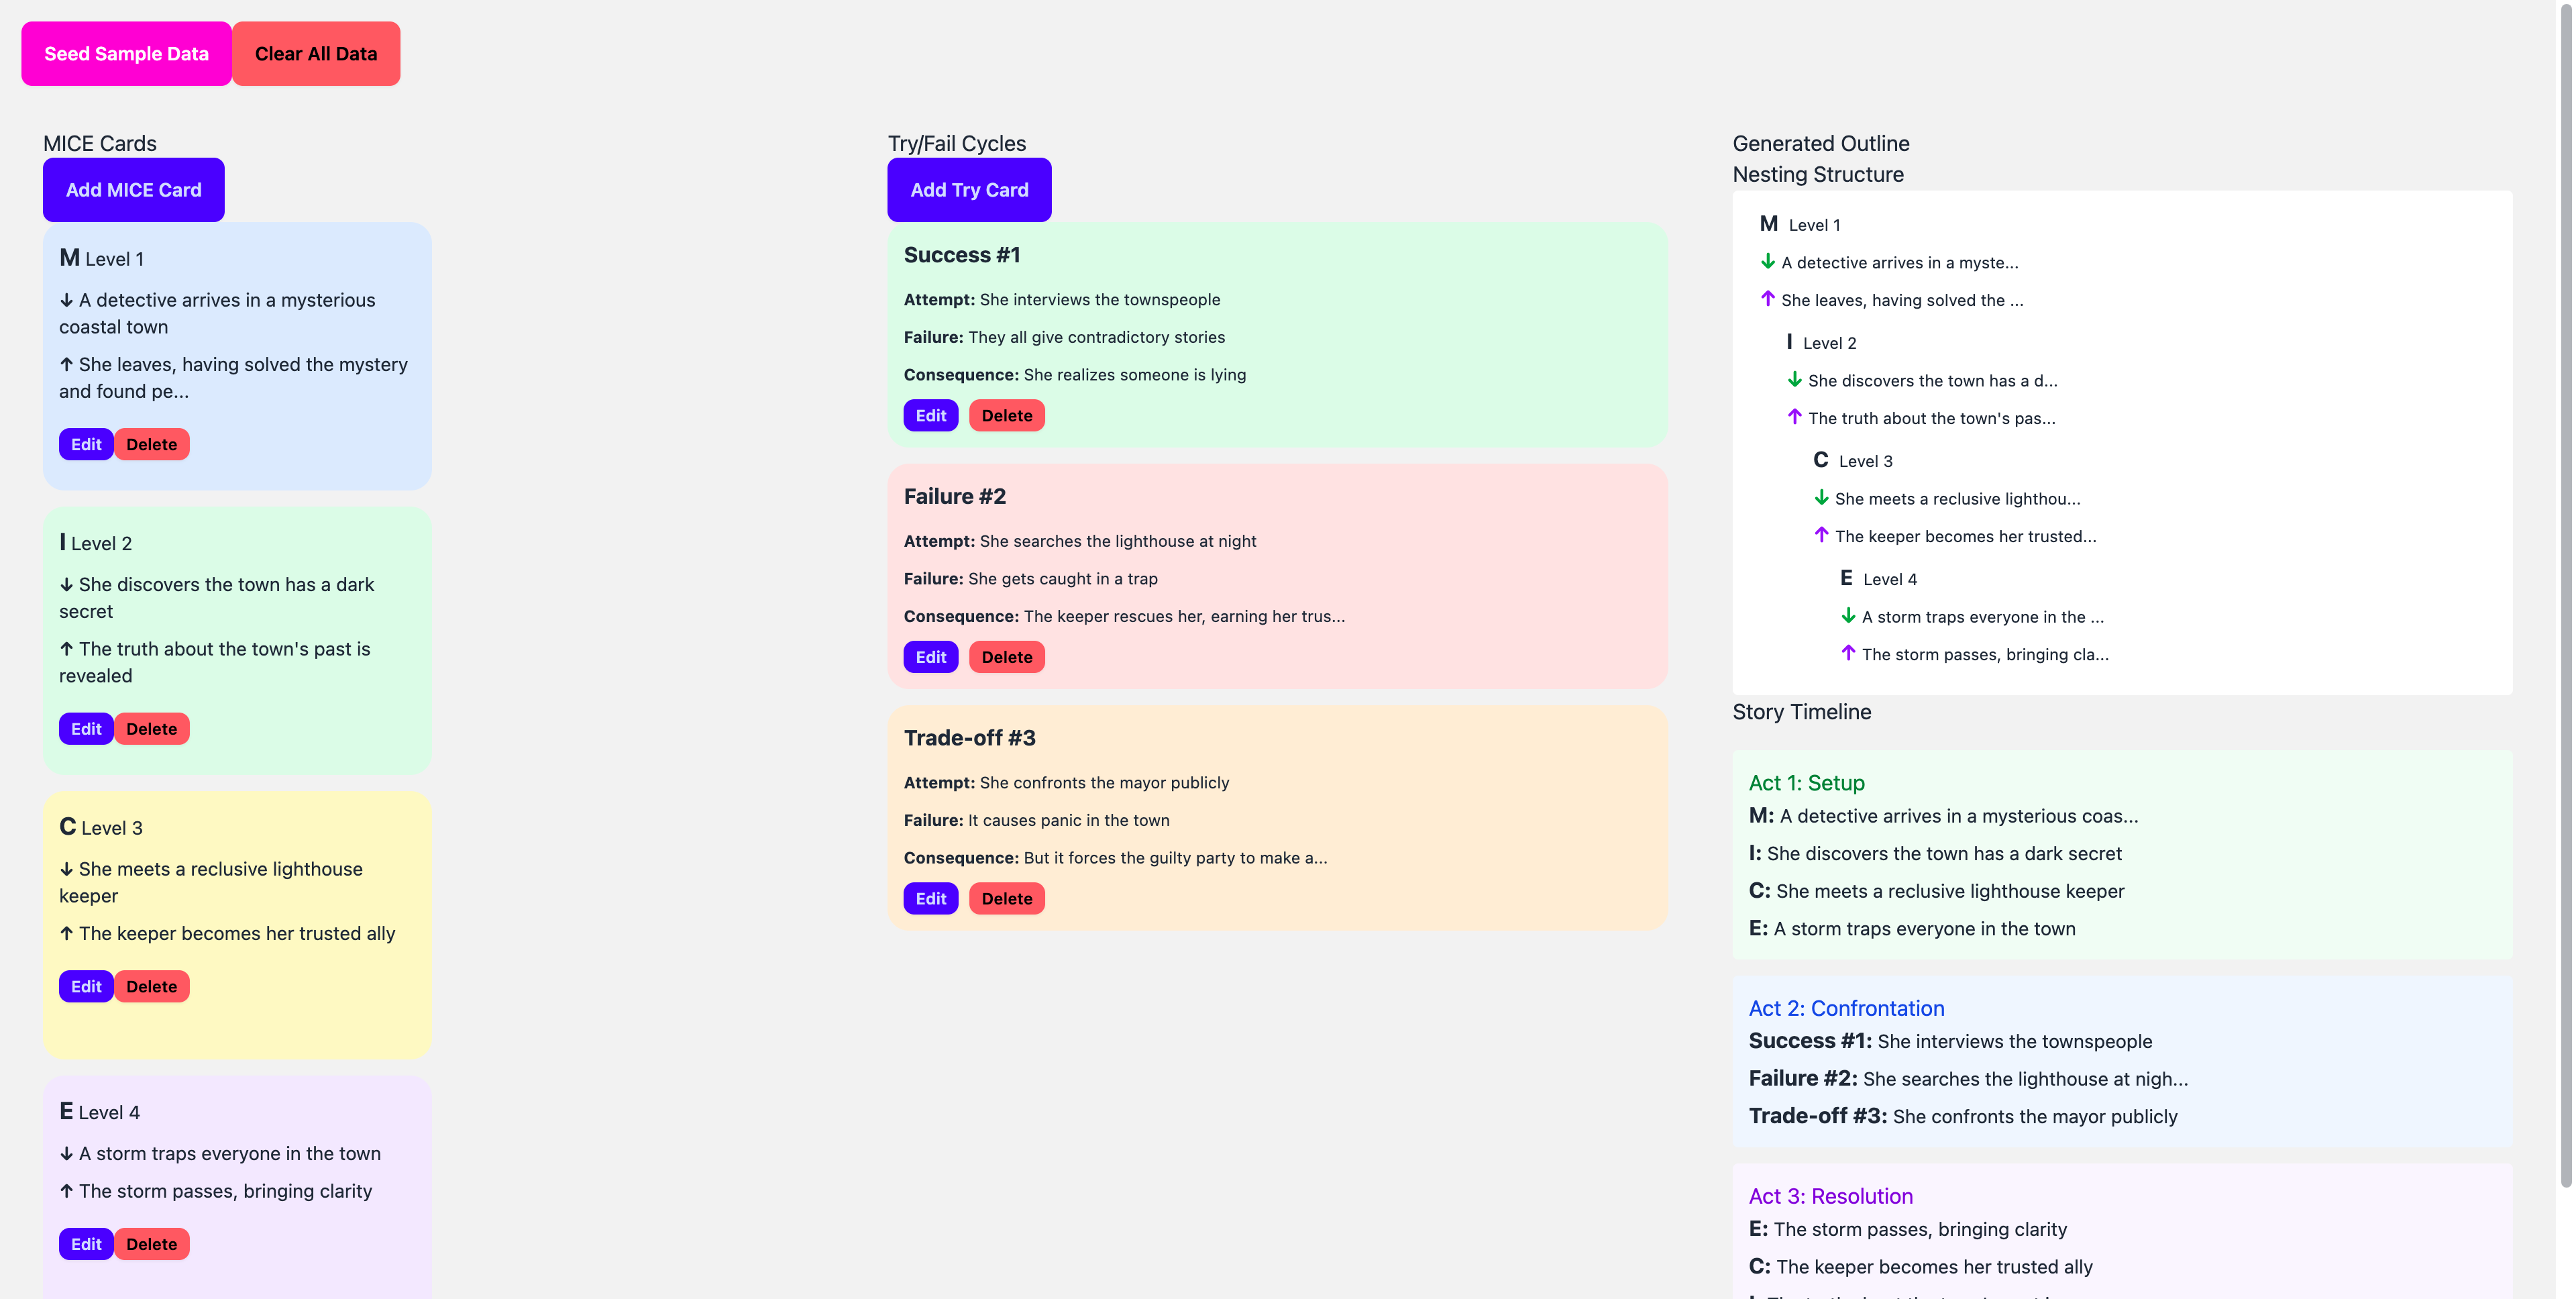 Seed Sample Data
Clear All Data
MICE Cards
Add MICE Card
M Level 1
↓ A detective arrives in a mysterious
coastal town
↑ She leaves, having solved the mystery
and found pe...
Edit
Delete
I Level 2
↓ She discovers the town has a dark
secret
↑ The truth about the town's past is
revealed
Edit
Delete
C Level 3
↓ She meets a reclusive lighthouse
keeper
↑ The keeper becomes her trusted ally
Edit
Delete
E Level 4
↓ A storm traps everyone in the town
↑ The storm passes, bringing clarity
Edit
Delete
Try/Fail Cycles
Add Try Card
Success #1
Attempt: She interviews the townspeople
Failure: They all give contradictory stories
Consequence: She realizes someone is lying
Edit
Delete
Failure #2
Attempt: She searches the lighthouse at night
Failure: She gets caught in a trap
Consequence: The keeper rescues her, earning her trus...
Edit
Delete
Trade-off #3
Attempt: She confronts the mayor publicly
Failure: It causes panic in the town
Consequence: But it forces the guilty party to make a...
Edit
Delete
Generated Outline
Nesting Structure
M Level 1
↓ A detective arrives in a myste...
↑ She leaves, having solved the ...
I Level 2
↓ She discovers the town has a d...
↑ The truth about the town's pas...
C Level 3
↓ She meets a reclusive lighthou...
↑ The keeper becomes her trusted...
E Level 4
↓ A storm traps everyone in the ...
↑ The storm passes, bringing cla...
Story Timeline
Act 1: Setup
M: A detective arrives in a mysterious coas...
I: She discovers the town has a dark secret
C: She meets a reclusive lighthouse keeper
E: A storm traps everyone in the town
Act 2: Confrontation
Success #1: She interviews the townspeople
Failure #2: She searches the lighthouse at nigh...
Trade-off #3: She confronts the mayor publicly
Act 3: Resolution
E: The storm passes, bringing clarity
C: The keeper becomes her trusted ally